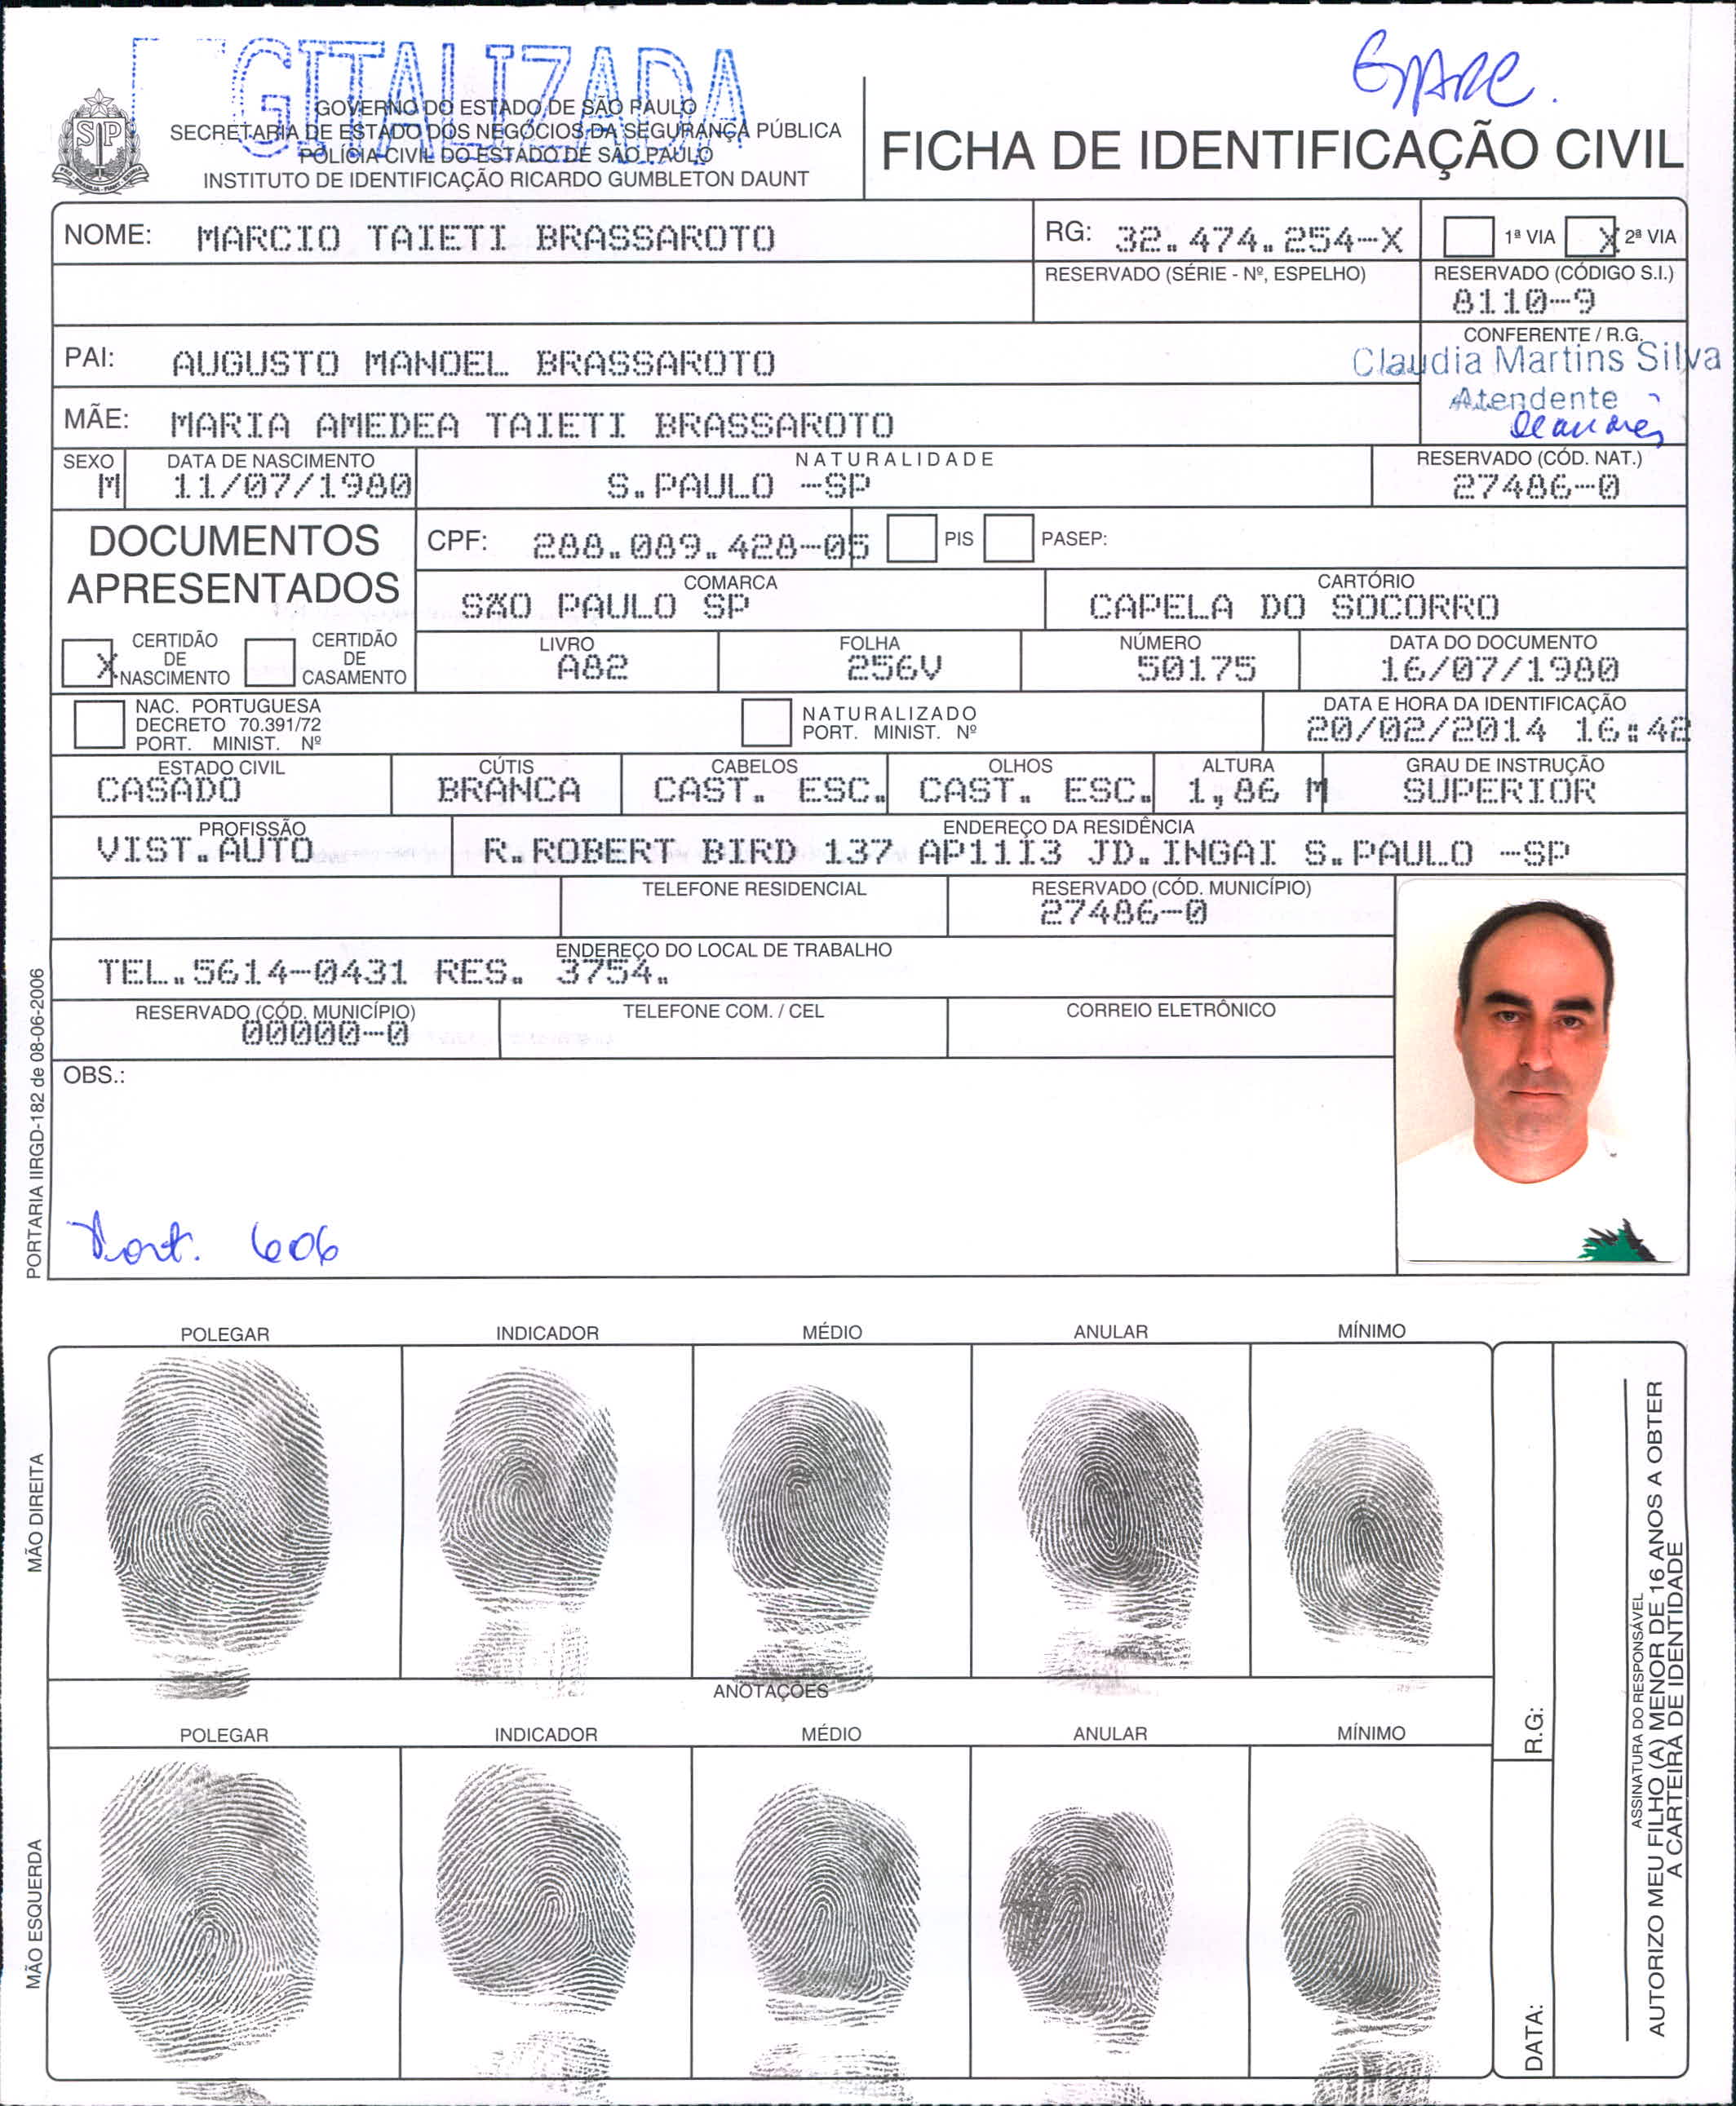 GITALIZADA
GPARC.
GOVERNO DO ESTADO DE SÃO PAULO
SECRETARIA DE ESTADO DOS NEGÓCIOS DA SEGURANÇA PÚBLICA
POLÍCIA CIVIL DO ESTADO DE SÃO PAULO
INSTITUTO DE IDENTIFICAÇÃO RICARDO GUMBLETON DAUNT
SP
FICHA DE IDENTIFICAÇÃO CIVIL
NOME: MARCIO TAIETI BRASSAROTO
RG: 32.474.254-X
1ª VIA X 2ª VIA
RESERVADO (SÉRIE - Nº, ESPELHO)
RESERVADO (CÓDIGO S.I.)
8110-9
PAI: AUGUSTO MANOEL BRASSAROTO
CONFERENTE / R.G.
Claudia Martins Silva
Atendente
MÃE: MARIA AMEDEA TAIETI BRASSAROTO
SEXO
M
DATA DE NASCIMENTO
11/07/1980
NATURALIDADE
S.PAULO -SP
RESERVADO (CÓD. NAT.)
27486-0
DOCUMENTOS
APRESENTADOS
CPF: 288.089.428-05
PIS
PASEP:
COMARCA
SÃO PAULO SP
CARTÓRIO
CAPELA DO SOCORRO
X CERTIDÃO
DE
NASCIMENTO
CERTIDÃO
DE
CASAMENTO
LIVRO
A82
FOLHA
256V
NÚMERO
50175
DATA DO DOCUMENTO
16/07/1980
NAC. PORTUGUESA
DECRETO 70.391/72
PORT. MINIST. Nº
NATURALIZADO
PORT. MINIST. Nº
DATA E HORA DA IDENTIFICAÇÃO
20/02/2014 16:42
ESTADO CIVIL
CASADO
CÚTIS
BRANCA
CABELOS
CAST. ESC.
OLHOS
CAST. ESC.
ALTURA
1,86 M
GRAU DE INSTRUÇÃO
SUPERIOR
PROFISSÃO
VIST.AUTO
ENDEREÇO DA RESIDÊNCIA
R.ROBERT BIRD 137 AP11I3 JD.INGAI S.PAULO -SP
TELEFONE RESIDENCIAL
RESERVADO (CÓD. MUNICÍPIO)
27486-0
ENDEREÇO DO LOCAL DE TRABALHO
TEL.5614-0431 RES. 3754.
RESERVADO (CÓD. MUNICÍPIO)
00000-0
TELEFONE COM. / CEL
CORREIO ELETRÔNICO
OBS.:
Port. 606
PORTARIA IIRGD-182 de 08-06-2006
POLEGAR INDICADOR MÉDIO ANULAR MÍNIMO
MÃO DIREITA
ANOTAÇÕES
POLEGAR INDICADOR MÉDIO ANULAR MÍNIMO
MÃO ESQUERDA
R.G:
DATA:
ASSINATURA DO RESPONSÁVEL
AUTORIZO MEU FILHO (A) MENOR DE 16 ANOS A OBTER
A CARTEIRA DE IDENTIDADE